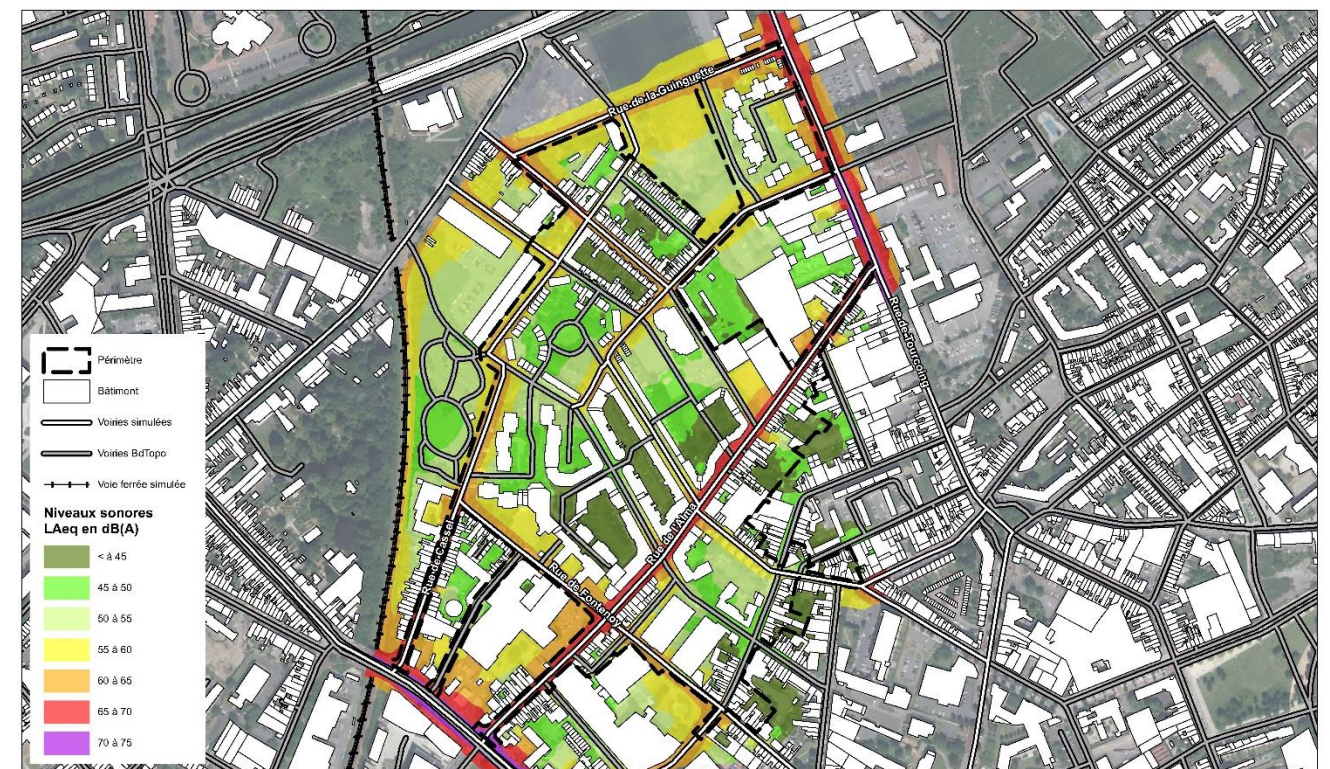 Rue de la Guinguette
Rue de Tourcoing
Périmètre
Bâtiment
Voiries simulées
Voiries BdTopo
Voie ferrée simulée
Niveaux sonores
LAeq en dB(A)
< à 45
45 à 50
50 à 55
55 à 60
60 à 65
65 à 70
70 à 75
Rue de Cassel
Rue de Fontenoy
Rue de l'Alma